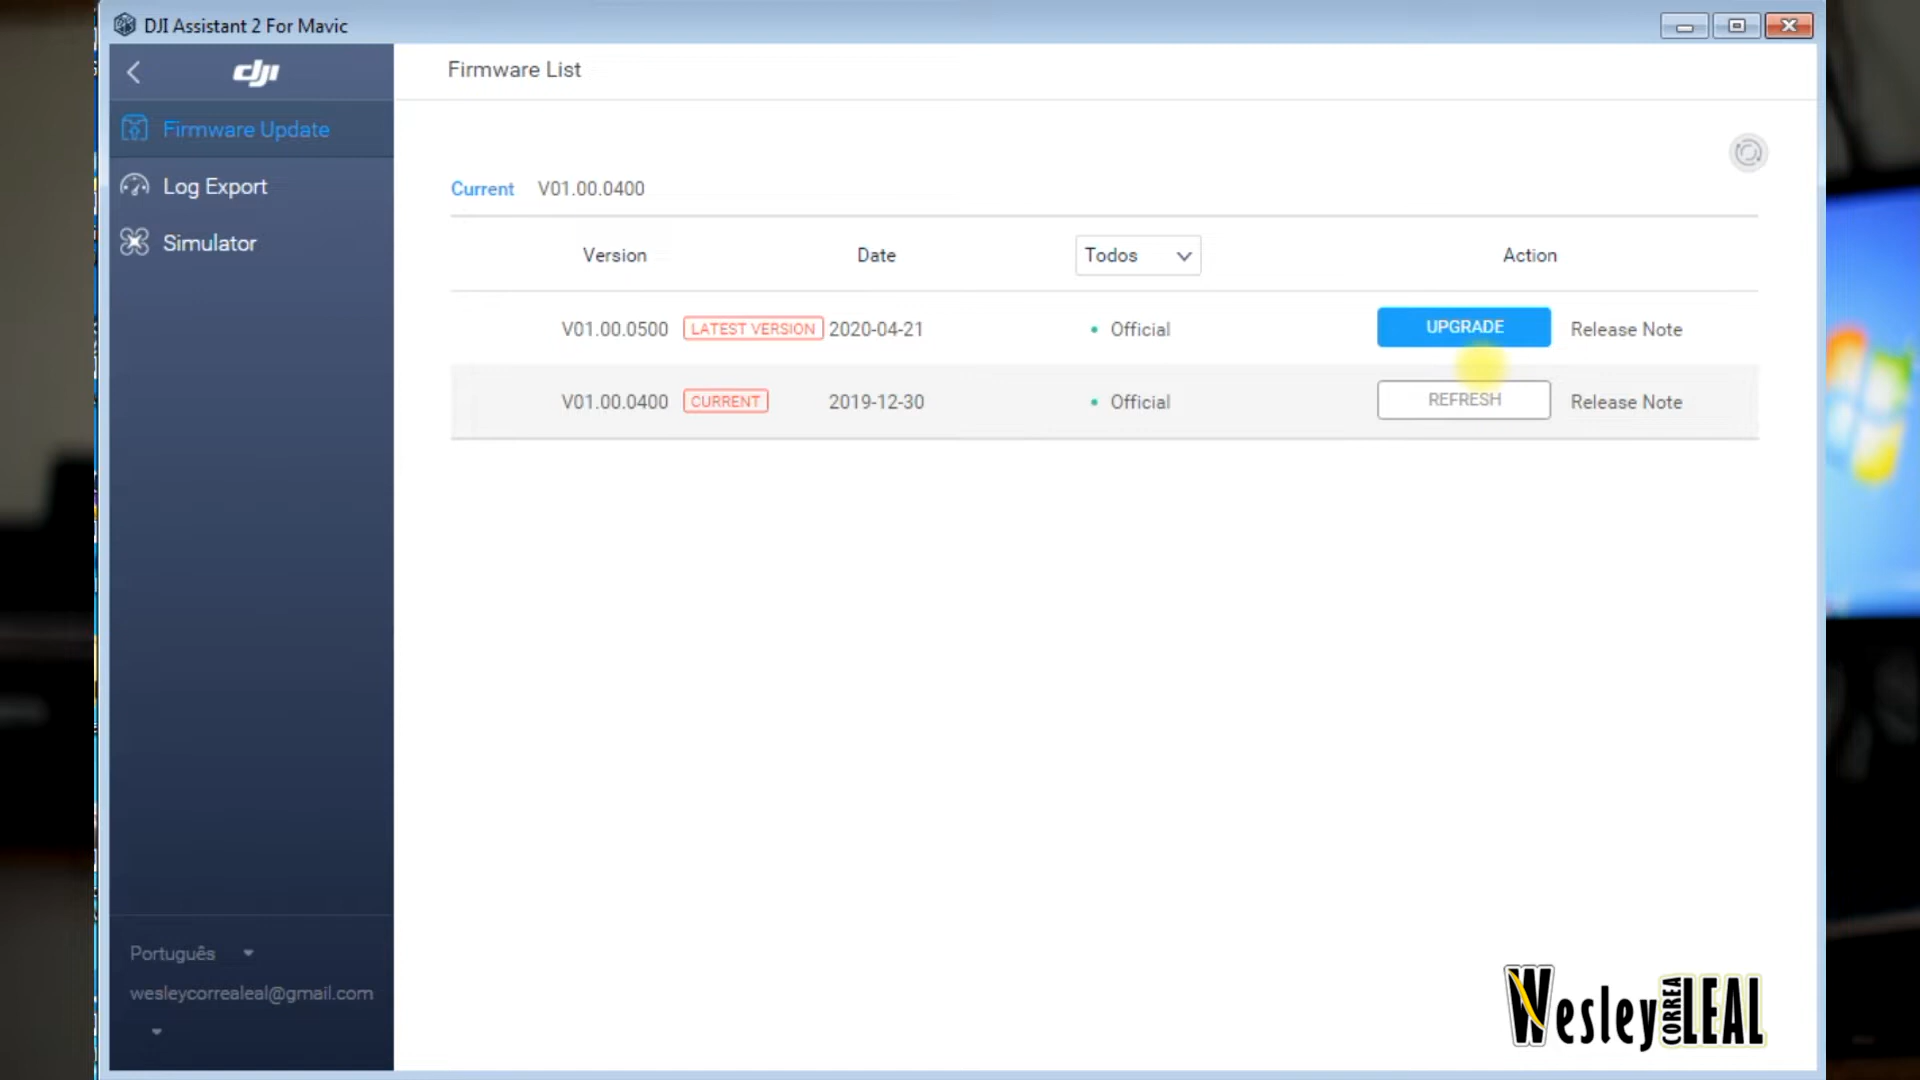 DJI Assistant 2 For Mavic
dji
Firmware List
Firmware Update
Log Export
Simulator
Current V01.00.0400
Version Date Todos Action
V01.00.0500 LATEST VERSION 2020-04-21 Official UPGRADE Release Note
V01.00.0400 CURRENT 2019-12-30 Official REFRESH Release Note
Português
wesleycorrealeal@gmail.com
Wesley CORREA LEAL